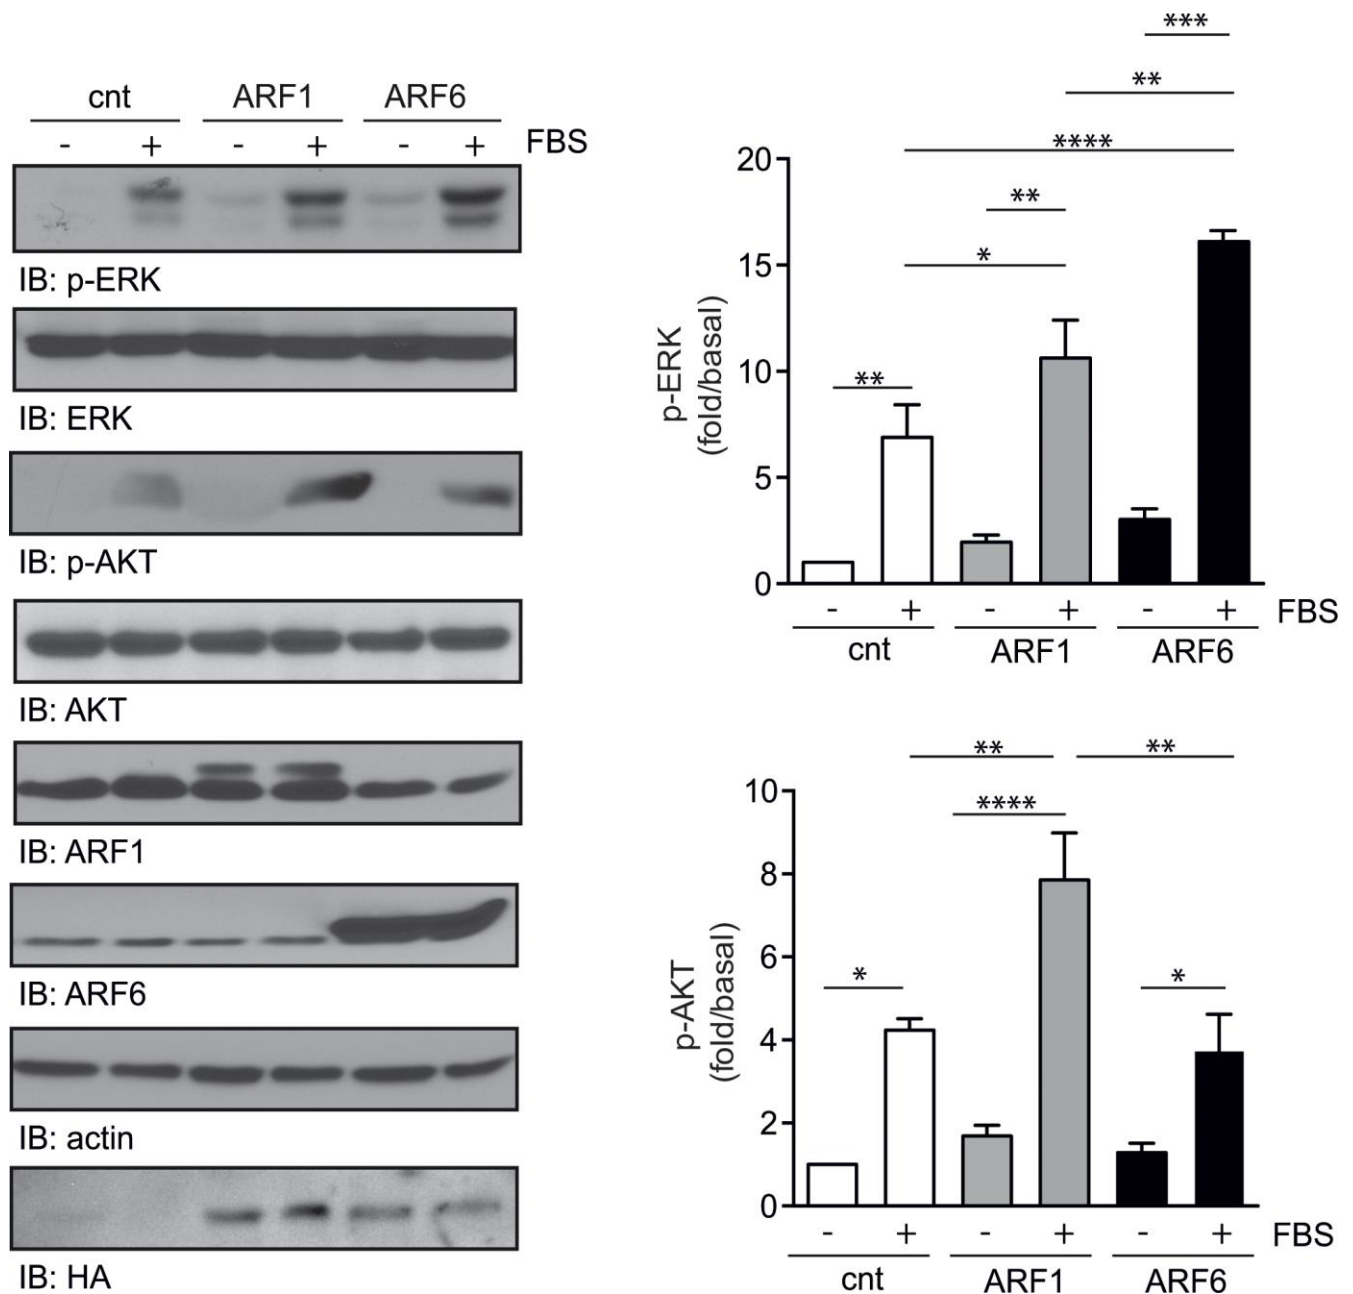 cnt ARF1 ARF6
- + - + - + FBS
IB: p-ERK
IB: ERK
IB: p-AKT
IB: AKT
IB: ARF1
IB: ARF6
IB: actin
IB: HA
***
**
****
**
*
**
20
15
10
5
0
p-ERK
(fold/basal)
- + - + - + FBS
cnt ARF1 ARF6
** **
****
*
*
10
8
6
4
2
0
p-AKT
(fold/basal)
- + - + - + FBS
cnt ARF1 ARF6